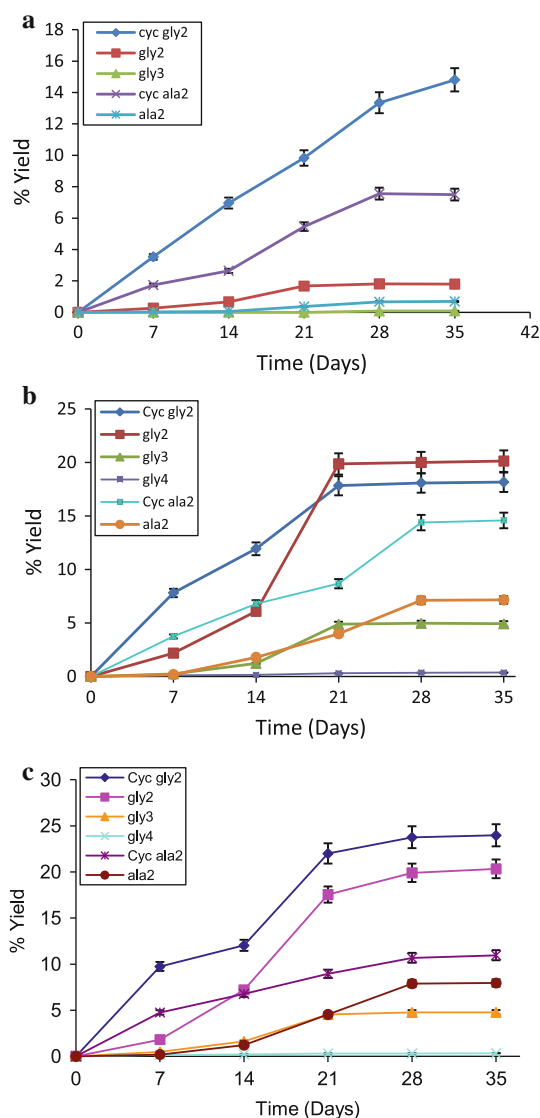 a
18
16
14
12
10
8
6
4
2
0
% Yield
cyc gly2
gly2
gly3
cyc ala2
ala2
0 7 14 21 28 35 42
Time (Days)
b
25
20
15
10
5
0
% Yield
Cyc gly2
gly2
gly3
gly4
Cyc ala2
ala2
0 7 14 21 28 35
Time (Days)
c
30
25
20
15
10
5
0
% Yield
Cyc gly2
gly2
gly3
gly4
Cyc ala2
ala2
0 7 14 21 28 35
Time (Days)